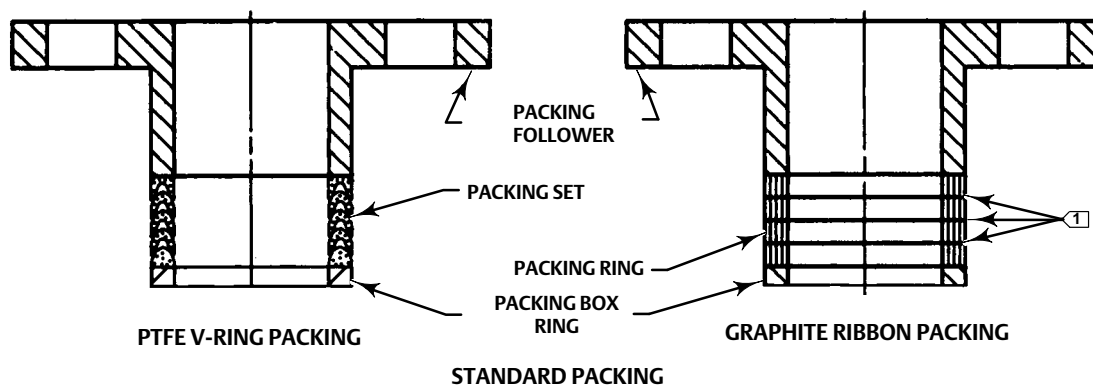 PACKING
FOLLOWER
PACKING SET
1
PACKING RING
PACKING BOX
RING
PTFE V-RING PACKING
GRAPHITE RIBBON PACKING
STANDARD PACKING